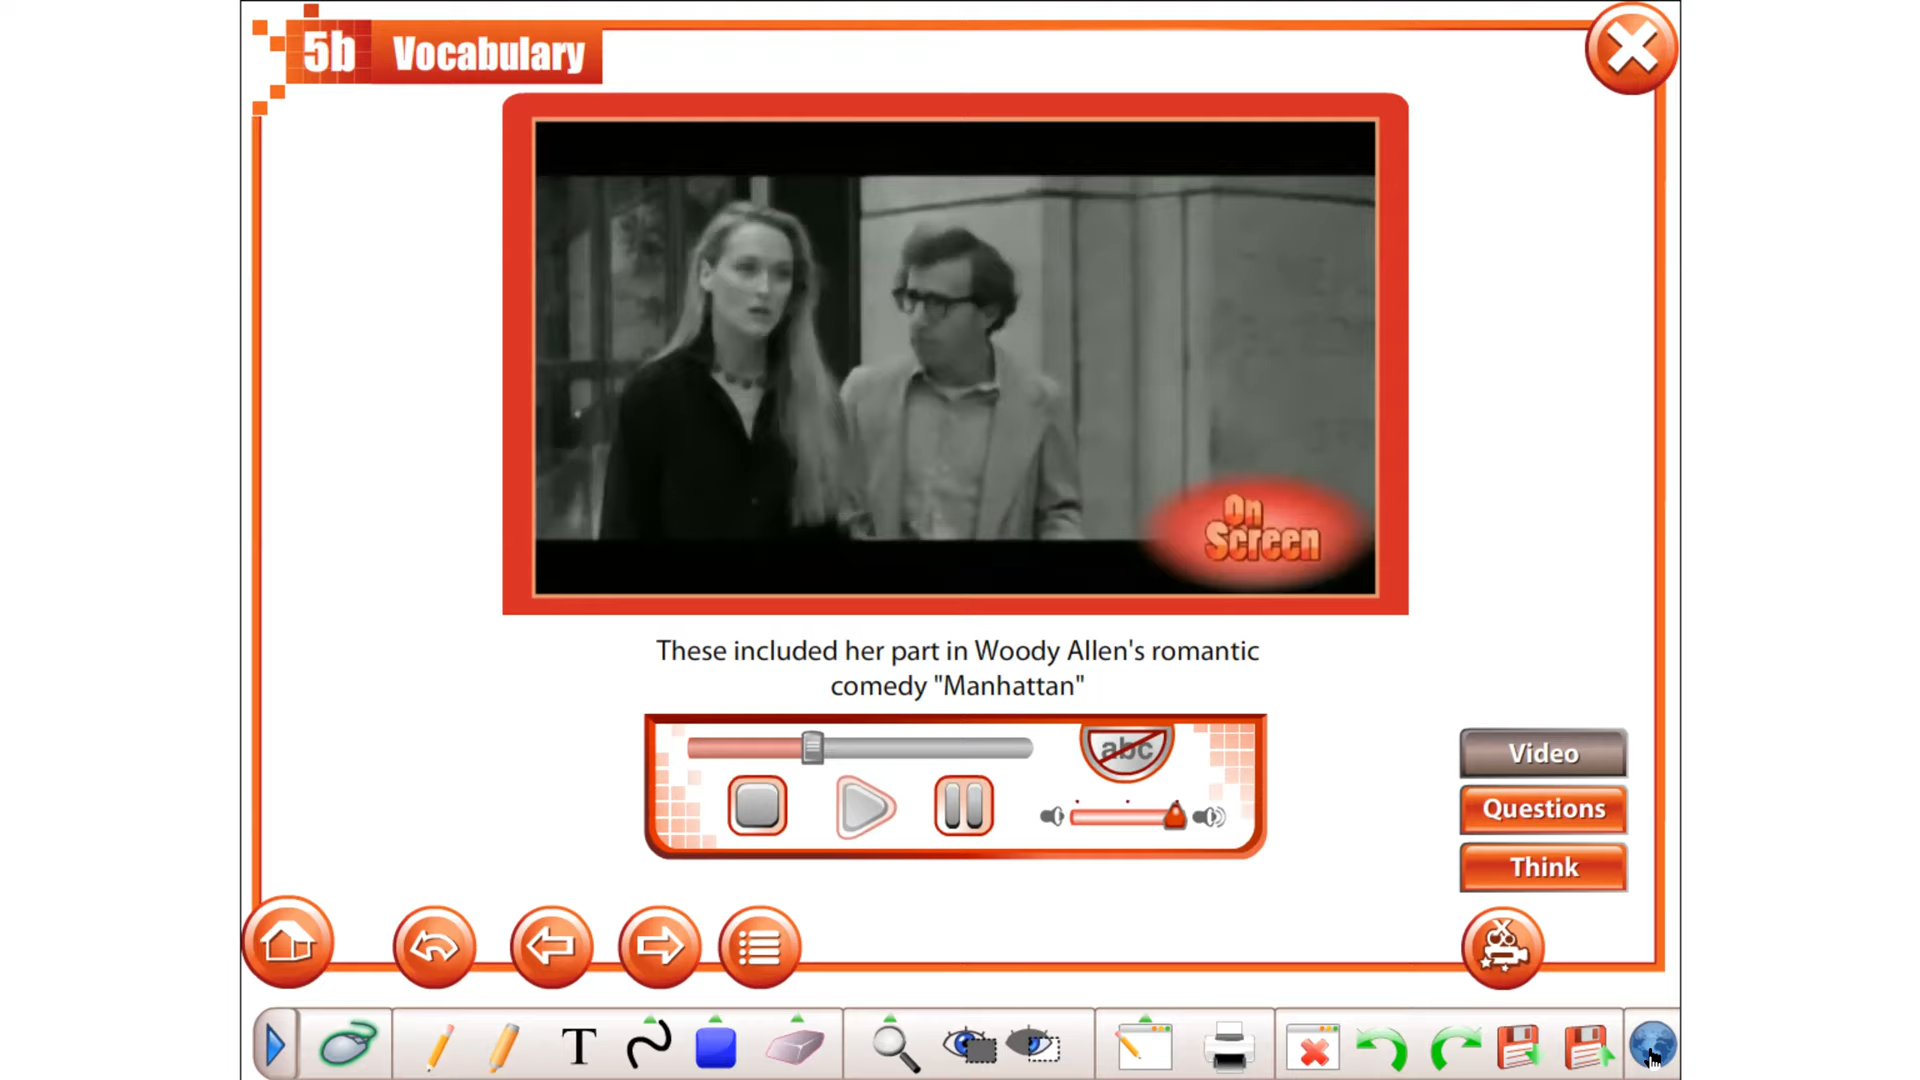 5b Vocabulary
On
Screen
These included her part in Woody Allen's romantic
comedy "Manhattan"
abc
Video
Questions
Think
T